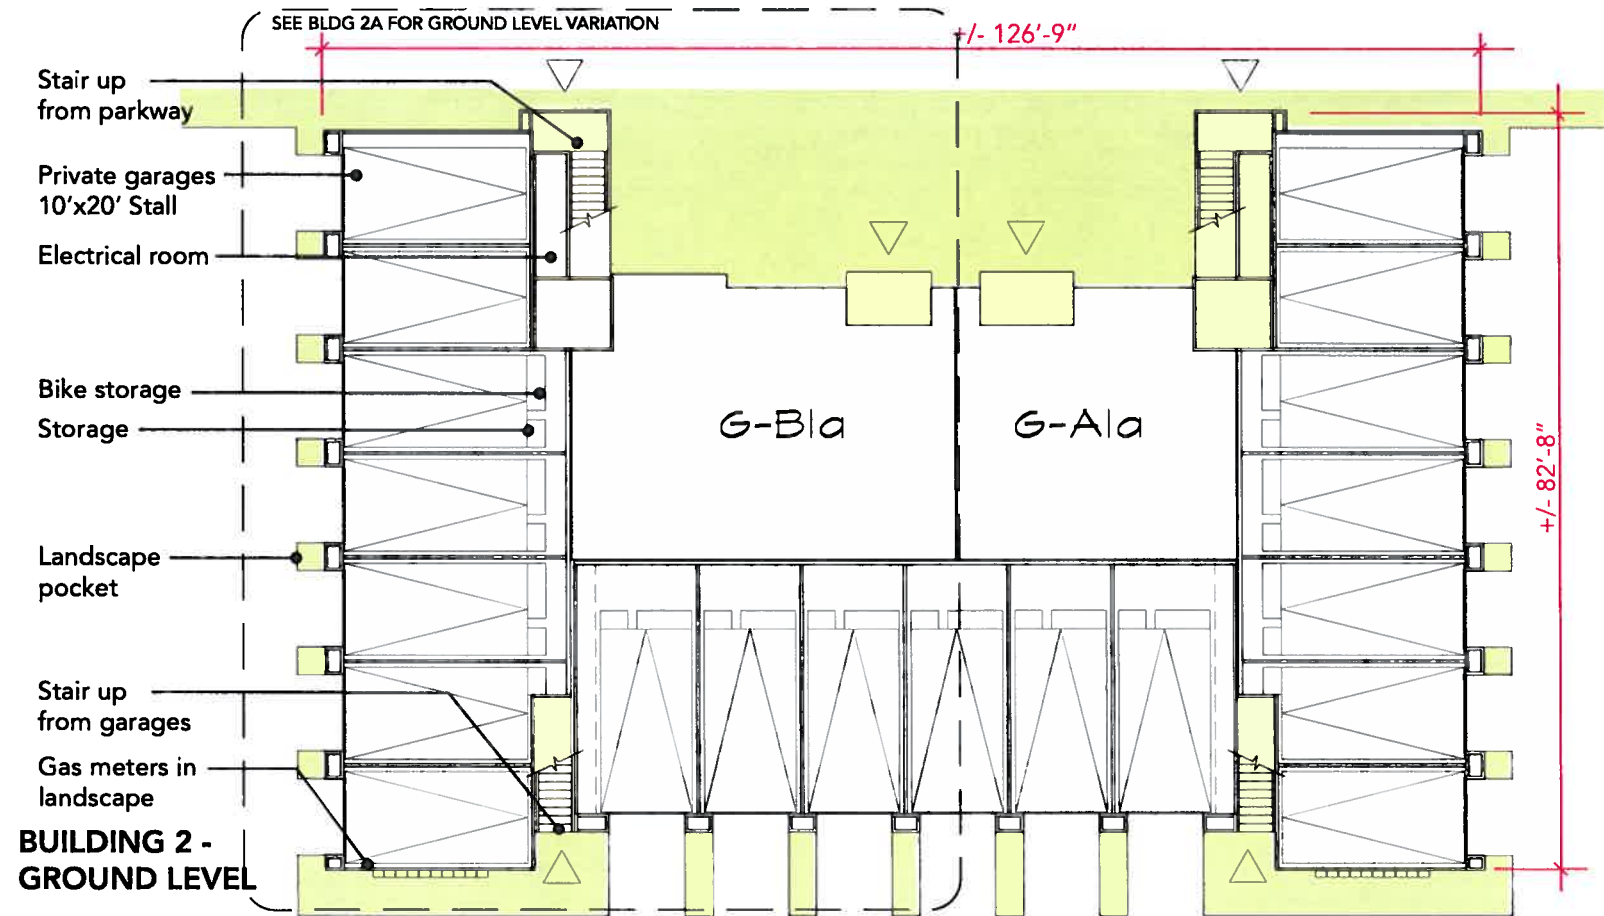 SEE BLDG 2A FOR GROUND LEVEL VARIATION
+/- 126'-9"
Stair up
from parkway
Private garages
10'x20' Stall
Electrical room
Bike storage
Storage
G-B1a
G-A1a
+/- 82'-8"
Landscape
pocket
Stair up
from garages
Gas meters in
landscape
BUILDING 2 -
GROUND LEVEL